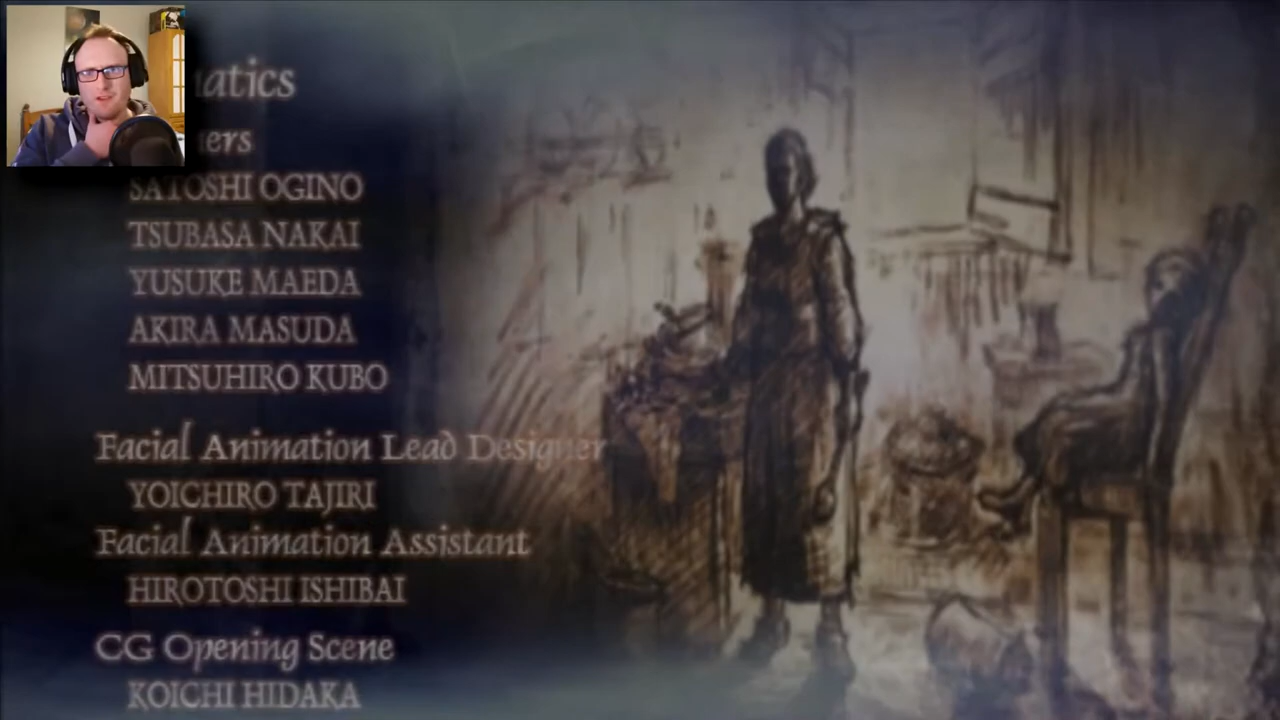 SATOSHI OGINO
TSUBASA NAKAI
YUSUKE MAEDA
AKIRA MASUDA
MITSUHIRO KUBO
Facial Animation Lead Designer
YOICHIRO TAJIRI
Facial Animation Assistant
HIROTOSHI ISHIBAI
CG Opening Scene
KOICHI HIDAKA